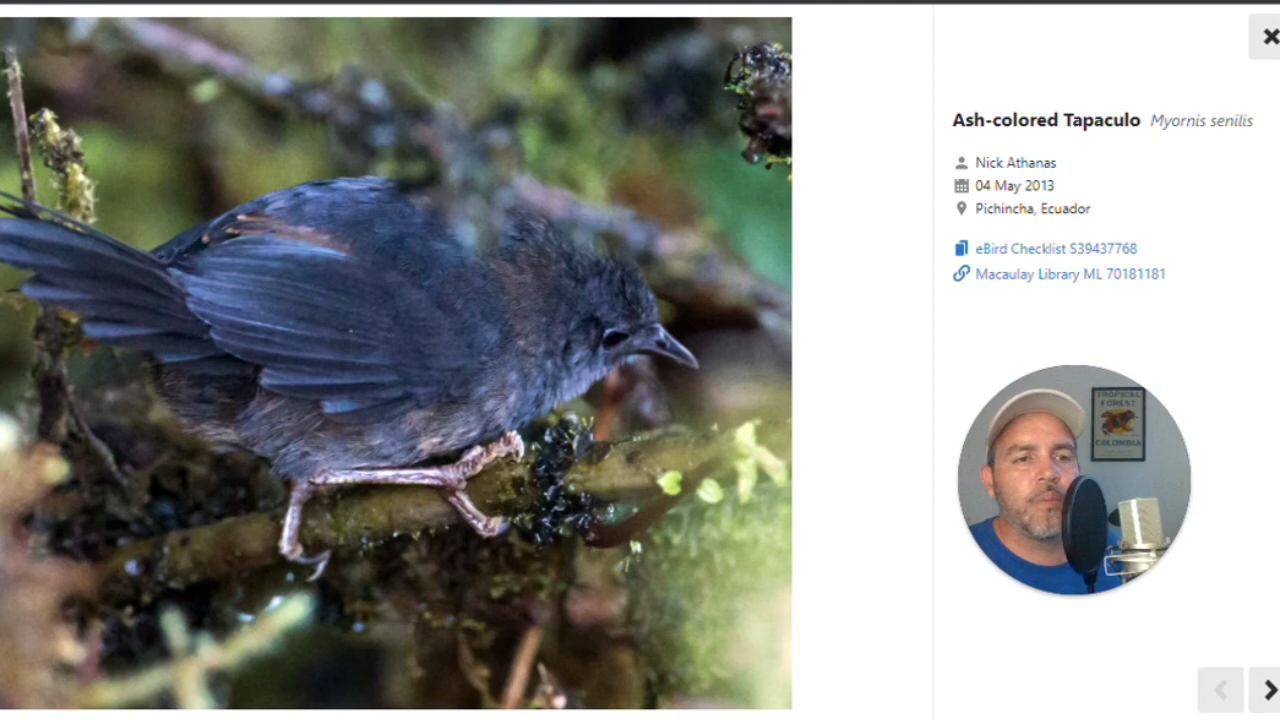 Ash-colored Tapaculo Myornis senilis
Nick Athanas
04 May 2013
Pichincha, Ecuador
eBird Checklist S39437768
Macaulay Library ML 70181181
TROPICAL
FOREST
COLOMBIA